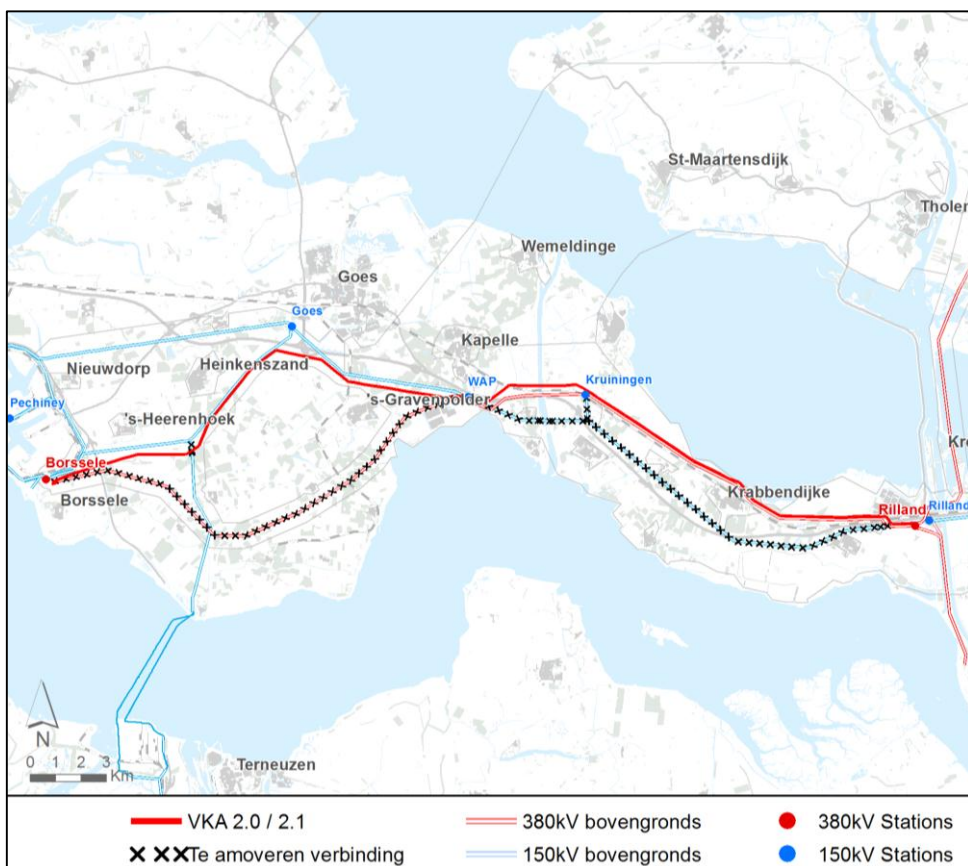 St-Maartensdijk
Tholen
Wemeldinge
Goes
Goes
Kapelle
Nieuwdorp
Heinkenszand
WAP
Kruiningen
's-Gravenpolder
Pechiney
's-Heerenhoek
Kr
Borssele
Borssele
Krabbendijke
Rilland
Rilland
N
0 1 2 3
Km
Terneuzen
VKA 2.0 / 2.1
380kV bovengronds
380kV Stations
Te amoveren verbinding
150kV bovengronds
150kV Stations